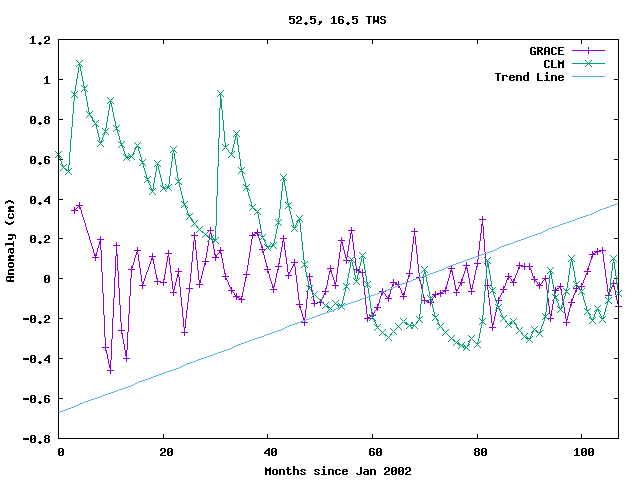 52.5, 16.5 TWS
GRACE
CLM
Trend Line
Anomaly (cm)
1.2
1
0.8
0.6
0.4
0.2
0
-0.2
-0.4
-0.6
-0.8
0 20 40 60 80 100
Months since Jan 2002